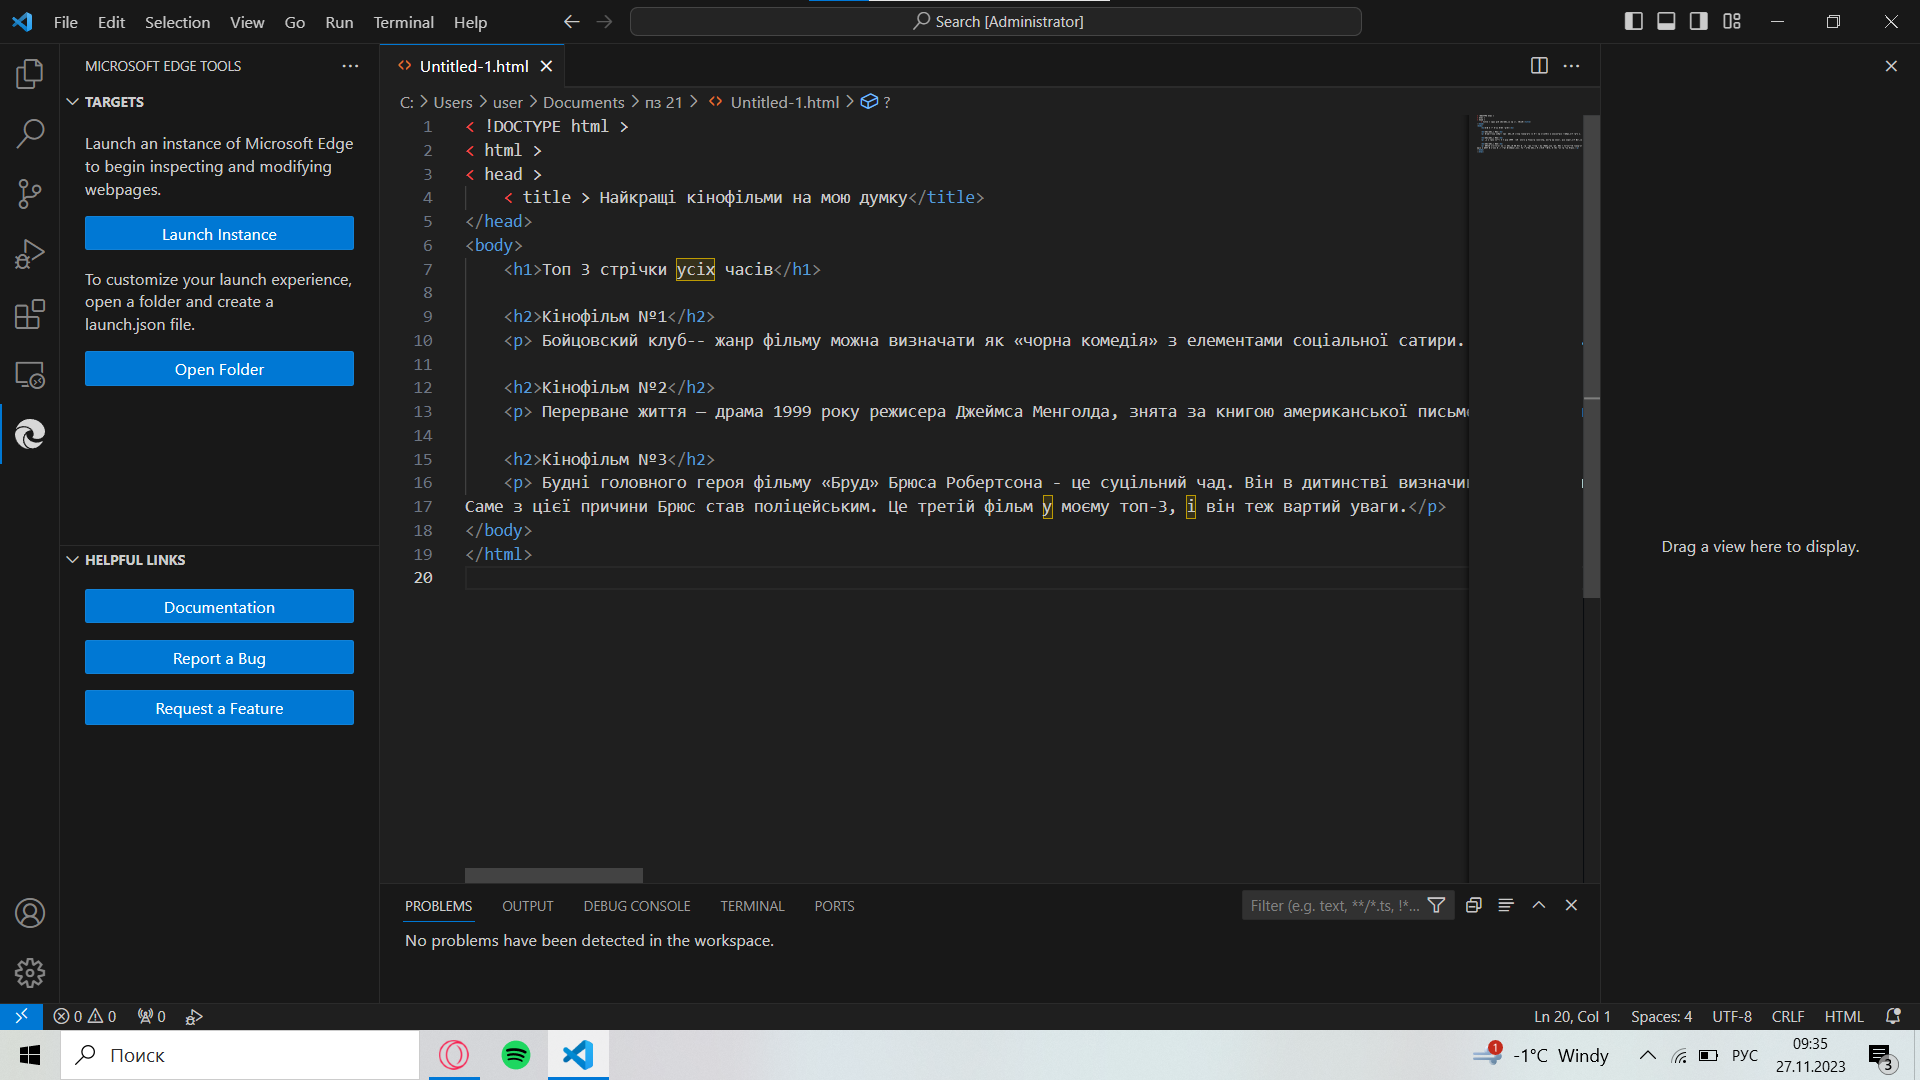 File Edit Selection View Go Run Terminal Help
Search [Administrator]
MICROSOFT EDGE TOOLS
TARGETS
Launch an instance of Microsoft Edge
to begin inspecting and modifying
webpages.
Launch Instance
To customize your launch experience,
open a folder and create a
launch.json file.
Open Folder
HELPFUL LINKS
Documentation
Report a Bug
Request a Feature
Untitled-1.html
C: > Users > user > Documents > пз 21 > Untitled-1.html > ?
1 < !DOCTYPE html >
2 < html >
3 < head >
4 < title > Найкращі кінофільми на мою думку</title>
5 </head>
6 <body>
7 <h1>Топ 3 стрічки усіх часів</h1>
8
9 <h2>Кінофільм №1</h2>
10 <p> Бойцовский клуб-- жанр фільму можна визначати як «чорна комедія» з елементами соціальної сатири.
11
12 <h2>Кінофільм №2</h2>
13 <p> Перерване життя — драма 1999 року режисера Джеймса Менголда, знята за книгою американської
14
15 <h2>Кінофільм №3</h2>
16 <p> Будні головного героя фільму «Бруд» Брюса Робертсона - це суцільний чад. Він в дитинстві
17 Саме з цієї причини Брюс став поліцейським. Це третій фільм у моєму топ-3, і він теж вартий уваги.</p>
18 </body>
19 </html>
20
Drag a view here to display.
PROBLEMS OUTPUT DEBUG CONSOLE TERMINAL PORTS
Filter (e.g. text, **/*.ts, !*...
No problems have been detected in the workspace.
0 0 0
Ln 20, Col 1 Spaces: 4 UTF-8 CRLF HTML
Поиск
1
-1°C Windy
РУС
09:35
27.11.2023
3